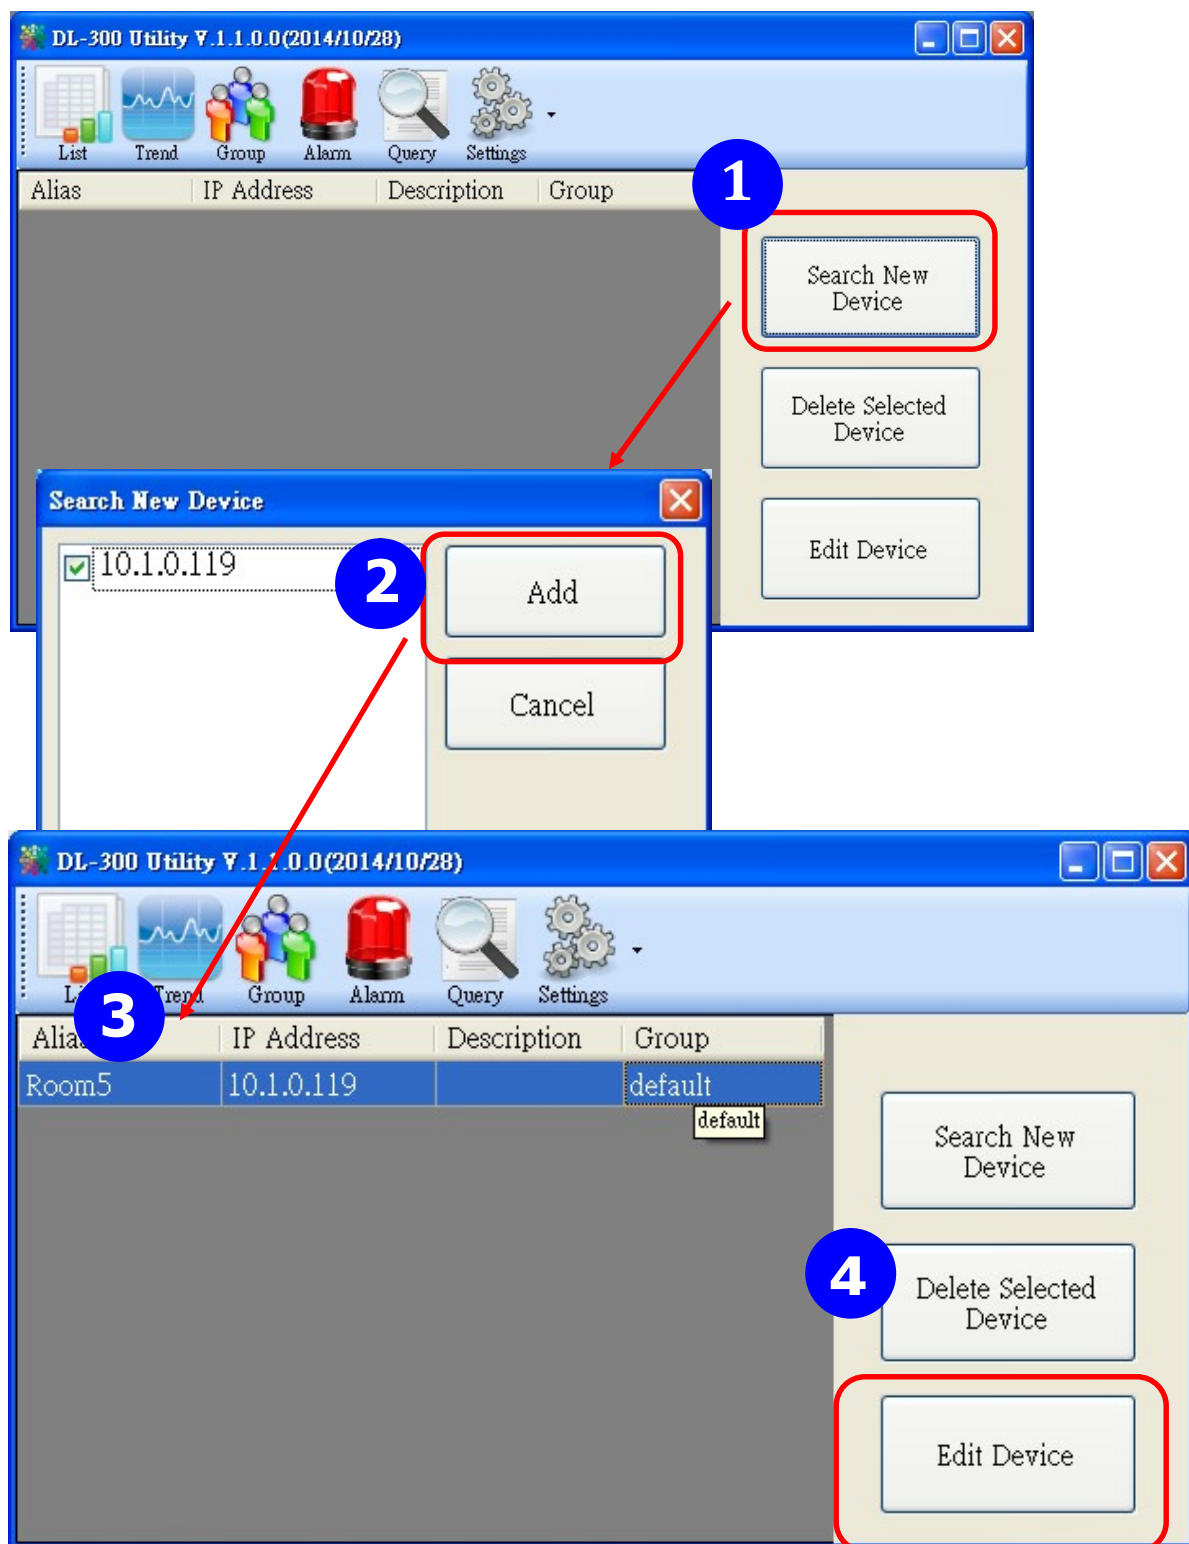 DL-300 Utility V.1.1.0.0(2014/10/28)
List Trend Group Alarm Query Settings
Alias IP Address Description Group
1
Search New
Device
Delete Selected
Device
Edit Device
Search New Device
10.1.0.119
2
Add
Cancel
DL-300 Utility V.1.1.0.0(2014/10/28)
Trend Group Alarm Query Settings
3
Alias IP Address Description Group
Room5 10.1.0.119 default
default
Search New
Device
4
Delete Selected
Device
Edit Device